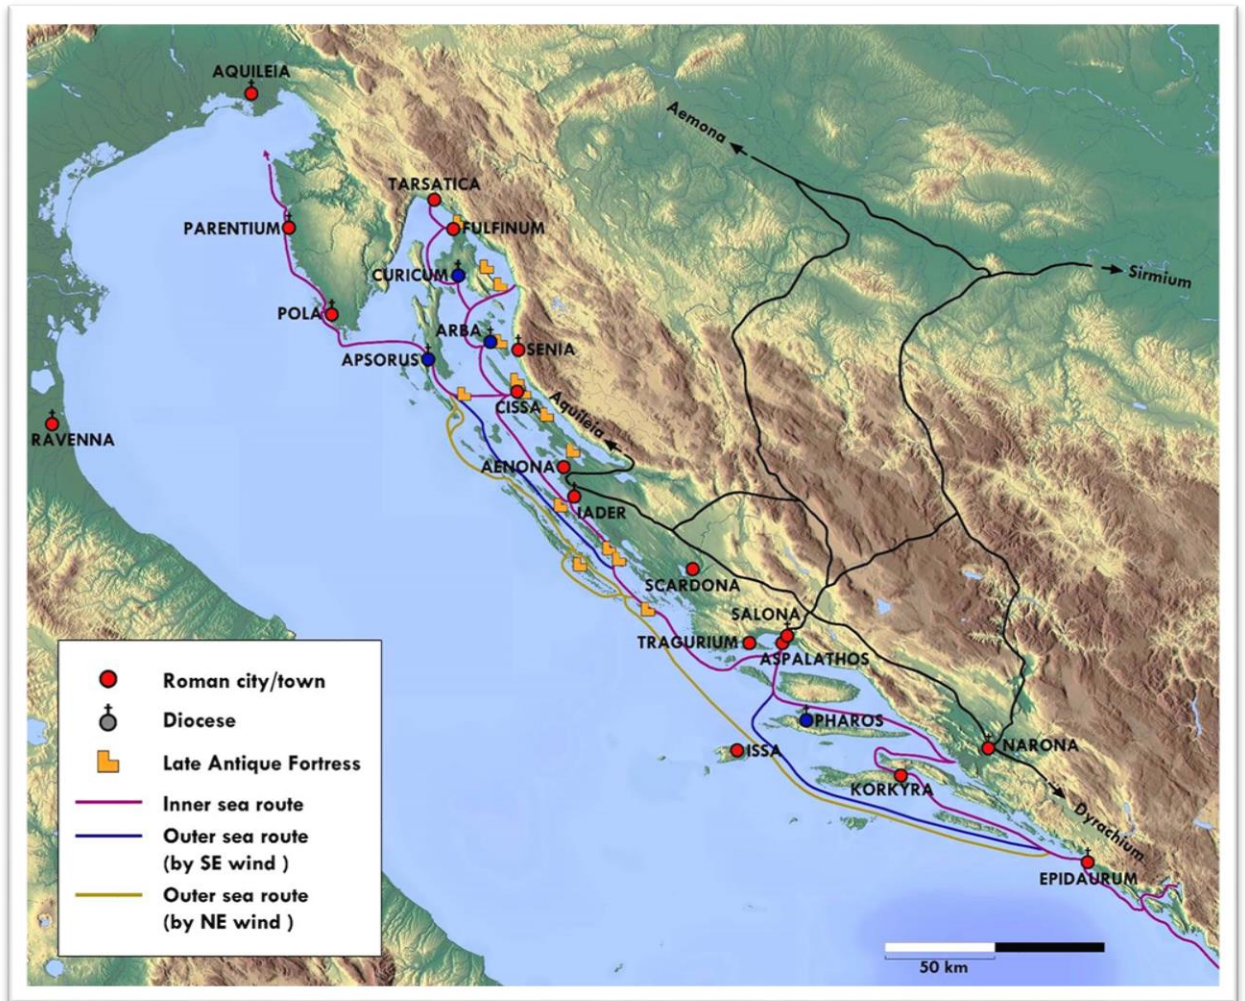 AQUILEIA
Aemona
TARSATICA
PARENTIUM
FULFINUM
CURICUM
Sirmium
POLA
ARBA
SENIA
APSORUS
CISSA
Aquileia
RAVENNA
AENONA
IADER
SCARDONA
SALONA
TRAGURIUM
ASPALATHOS
PHAROS
ISSA
NARONA
KORKYRA
Dyrachium
EPIDAURUM
Roman city/town
Diocese
Late Antique Fortress
Inner sea route
Outer sea route
(by SE wind )
Outer sea route
(by NE wind )
50 km